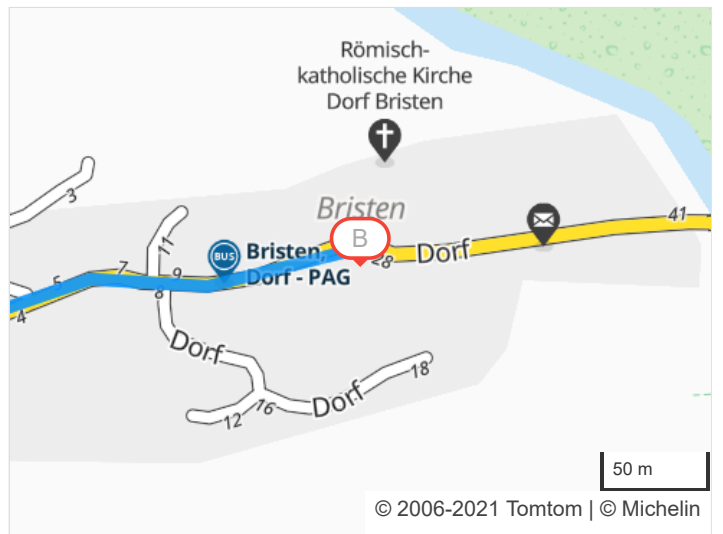 Römisch-
katholische Kirche
Dorf Bristen
3
Bristen
41
11
BUS
Bristen,
Dorf - PAG
B
Dorf
7
9
5
8
4
Dorf
18
Dorf
16
12
50 m
© 2006-2021 Tomtom | © Michelin